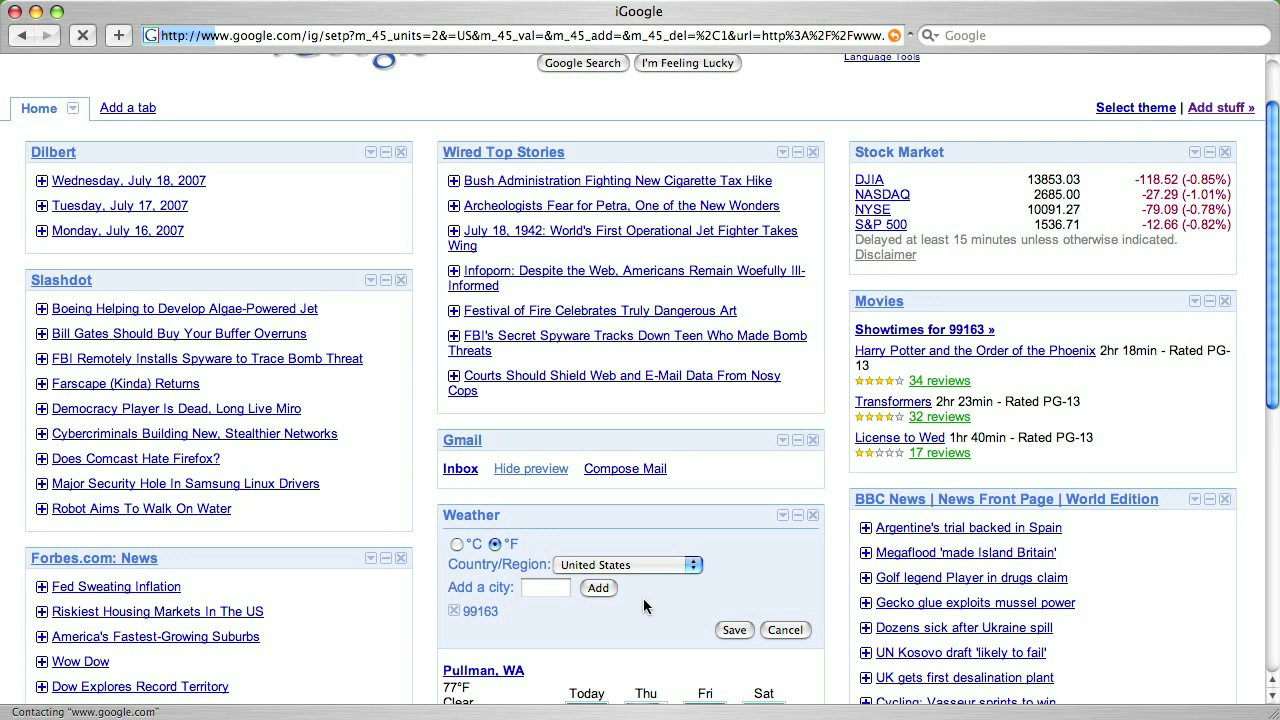 iGoogle
http://www.google.com/ig/setp?m_45_units=2&=US&m_45_val=&m_45_add=&m_45_del=%2C1&url=http%3A%2F%2Fwww.
Google
Google Search
I'm Feeling Lucky
Language Tools
Home
Add a tab
Select theme | Add stuff »
Dilbert
Wednesday, July 18, 2007
Tuesday, July 17, 2007
Monday, July 16, 2007
Slashdot
Boeing Helping to Develop Algae-Powered Jet
Bill Gates Should Buy Your Buffer Overruns
FBI Remotely Installs Spyware to Trace Bomb Threat
Farscape (Kinda) Returns
Democracy Player Is Dead, Long Live Miro
Cybercriminals Building New, Stealthier Networks
Does Comcast Hate Firefox?
Major Security Hole In Samsung Linux Drivers
Robot Aims To Walk On Water
Forbes.com: News
Fed Sweating Inflation
Riskiest Housing Markets In The US
America's Fastest-Growing Suburbs
Wow Dow
Dow Explores Record Territory
Wired Top Stories
Bush Administration Fighting New Cigarette Tax Hike
Archeologists Fear for Petra, One of the New Wonders
July 18, 1942: World's First Operational Jet Fighter Takes
Wing
Infoporn: Despite the Web, Americans Remain Woefully Ill-
Informed
Festival of Fire Celebrates Truly Dangerous Art
FBI's Secret Spyware Tracks Down Teen Who Made Bomb
Threats
Courts Should Shield Web and E-Mail Data From Nosy
Cops
Gmail
Inbox Hide preview Compose Mail
Weather
°C °F
Country/Region: United States
Add a city: Add
99163
Save Cancel
Pullman, WA
77°F
Clear
Today Thu Fri Sat
Stock Market
DJIA 13853.03 -118.52 (-0.85%)
NASDAQ 2685.00 -27.29 (-1.01%)
NYSE 10091.27 -79.09 (-0.78%)
S&P 500 1536.71 -12.66 (-0.82%)
Delayed at least 15 minutes unless otherwise indicated.
Disclaimer
Movies
Showtimes for 99163 »
Harry Potter and the Order of the Phoenix 2hr 18min - Rated PG-
13
34 reviews
Transformers 2hr 23min - Rated PG-13
32 reviews
License to Wed 1hr 40min - Rated PG-13
17 reviews
BBC News | News Front Page | World Edition
Argentine's trial backed in Spain
Megaflood 'made Island Britain'
Golf legend Player in drugs claim
Gecko glue exploits mussel power
Dozens sick after Ukraine spill
UN Kosovo draft 'likely to fail'
UK gets first desalination plant
Cycling: Vasseur sprints to win
Contacting "www.google.com"